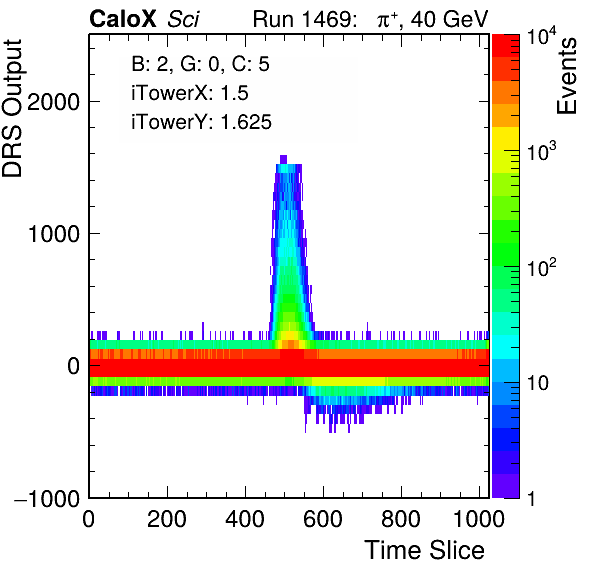 CaloX Sci Run 1469: π⁺, 40 GeV
B: 2, G: 0, C: 5
iTowerX: 1.5
iTowerY: 1.625
DRS Output
2000
1000
0
−1000
0 200 400 600 800 1000
Time Slice
Events
10⁴
10³
10²
10
1